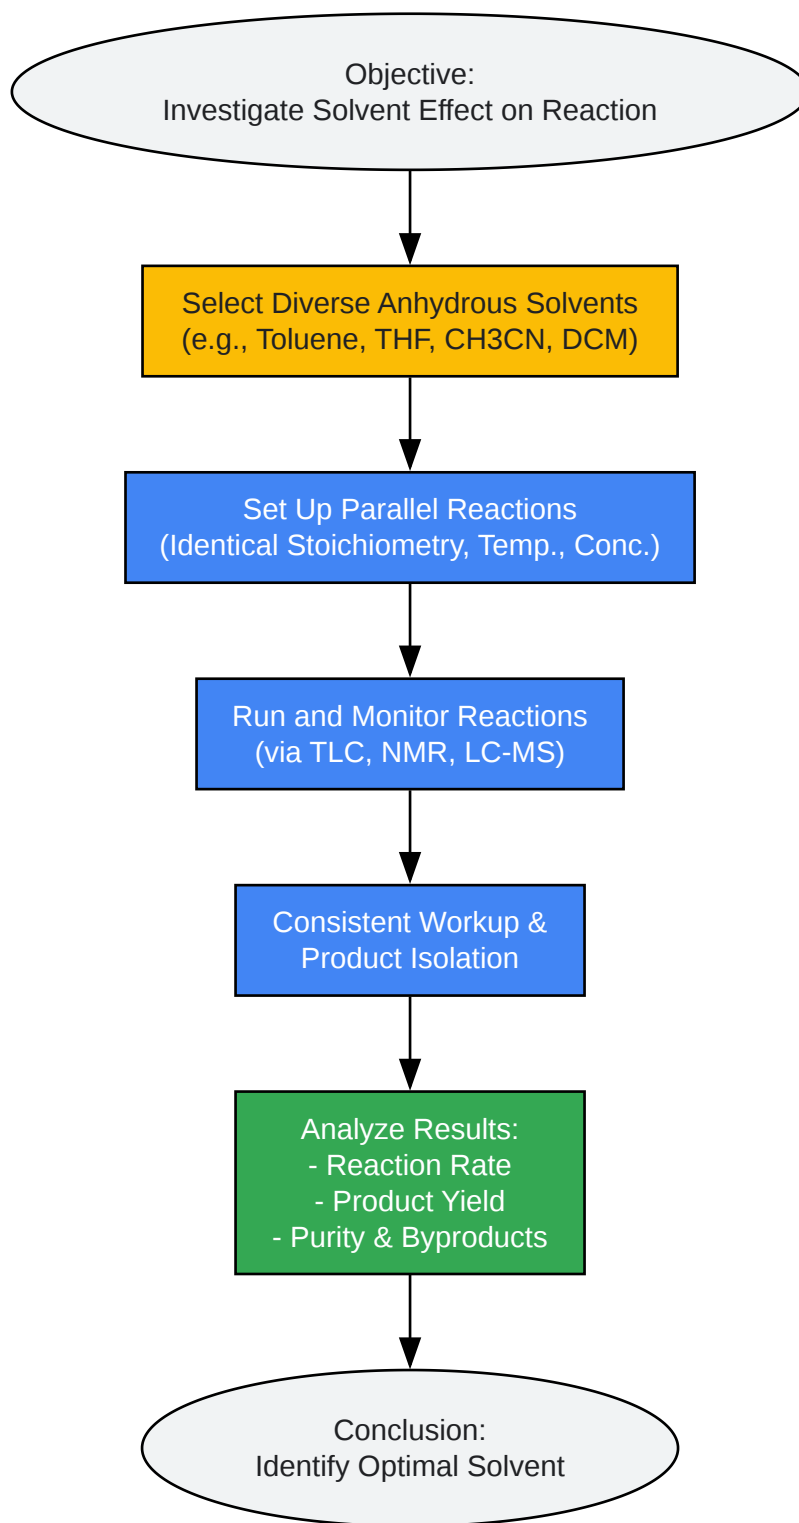 Objective:
Investigate Solvent Effect on Reaction
Select Diverse Anhydrous Solvents
(e.g., Toluene, THF, CH3CN, DCM)
Set Up Parallel Reactions
(Identical Stoichiometry, Temp., Conc.)
Run and Monitor Reactions
(via TLC, NMR, LC-MS)
Consistent Workup &
Product Isolation
Analyze Results:
- Reaction Rate
- Product Yield
- Purity & Byproducts
Conclusion:
Identify Optimal Solvent